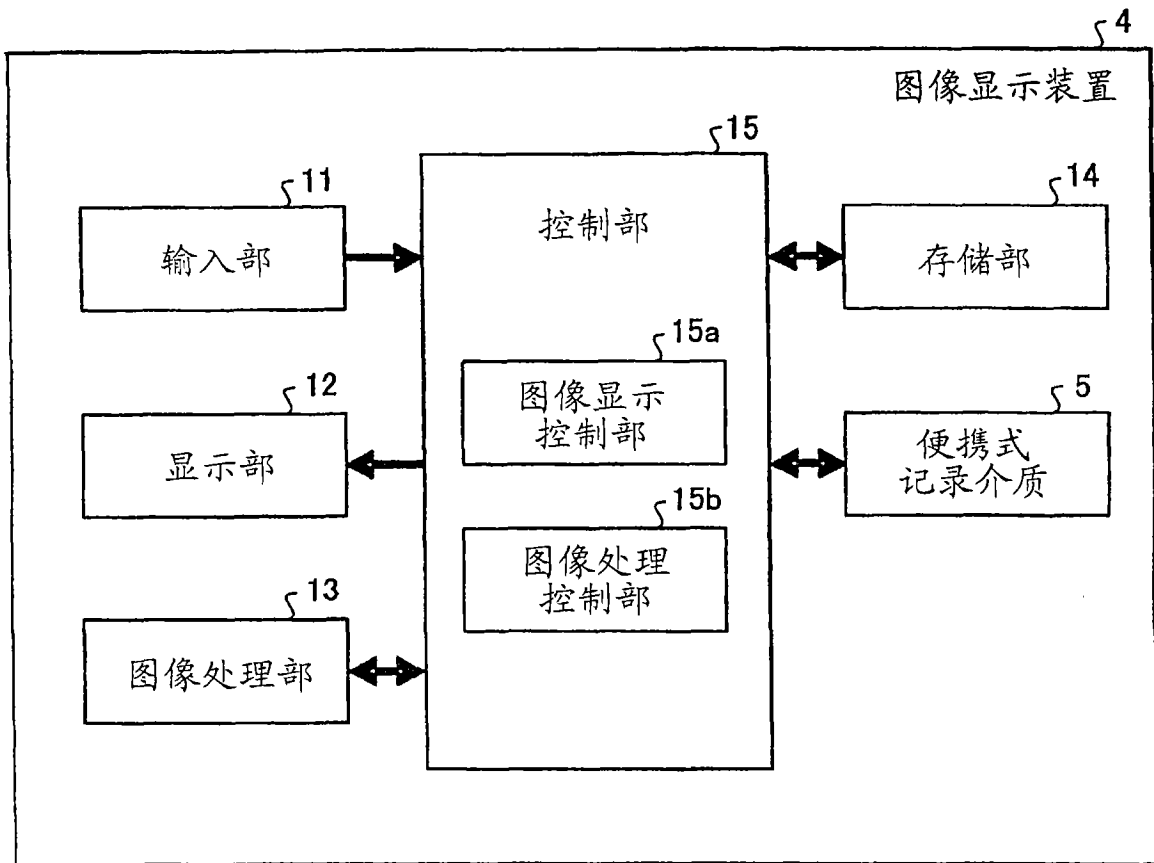 4
图像显示装置
15
控制部
11
输入部
14
存储部
15a
图像显示
控制部
12
显示部
5
便携式
记录介质
15b
图像处理
控制部
13
图像处理部